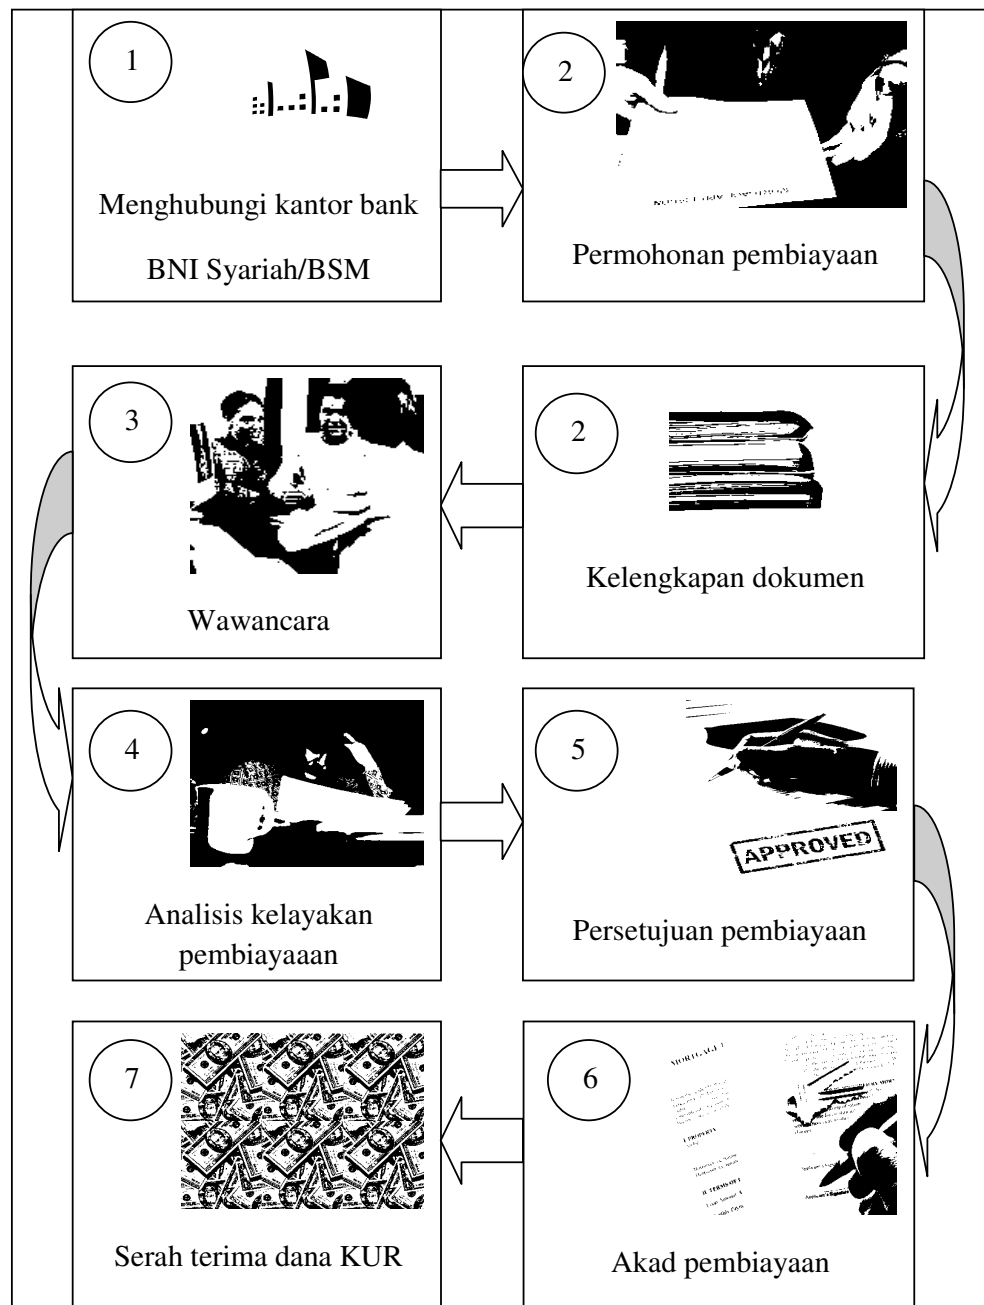 1
Menghubungi kantor bank
BNI Syariah/BSM
2
Permohonan pembiayaan
2
Kelengkapan dokumen
3
Wawancara
4
Analisis kelayakan
pembiayaaan
5
APPROVED
Persetujuan pembiayaan
6
Akad pembiayaan
7
Serah terima dana KUR